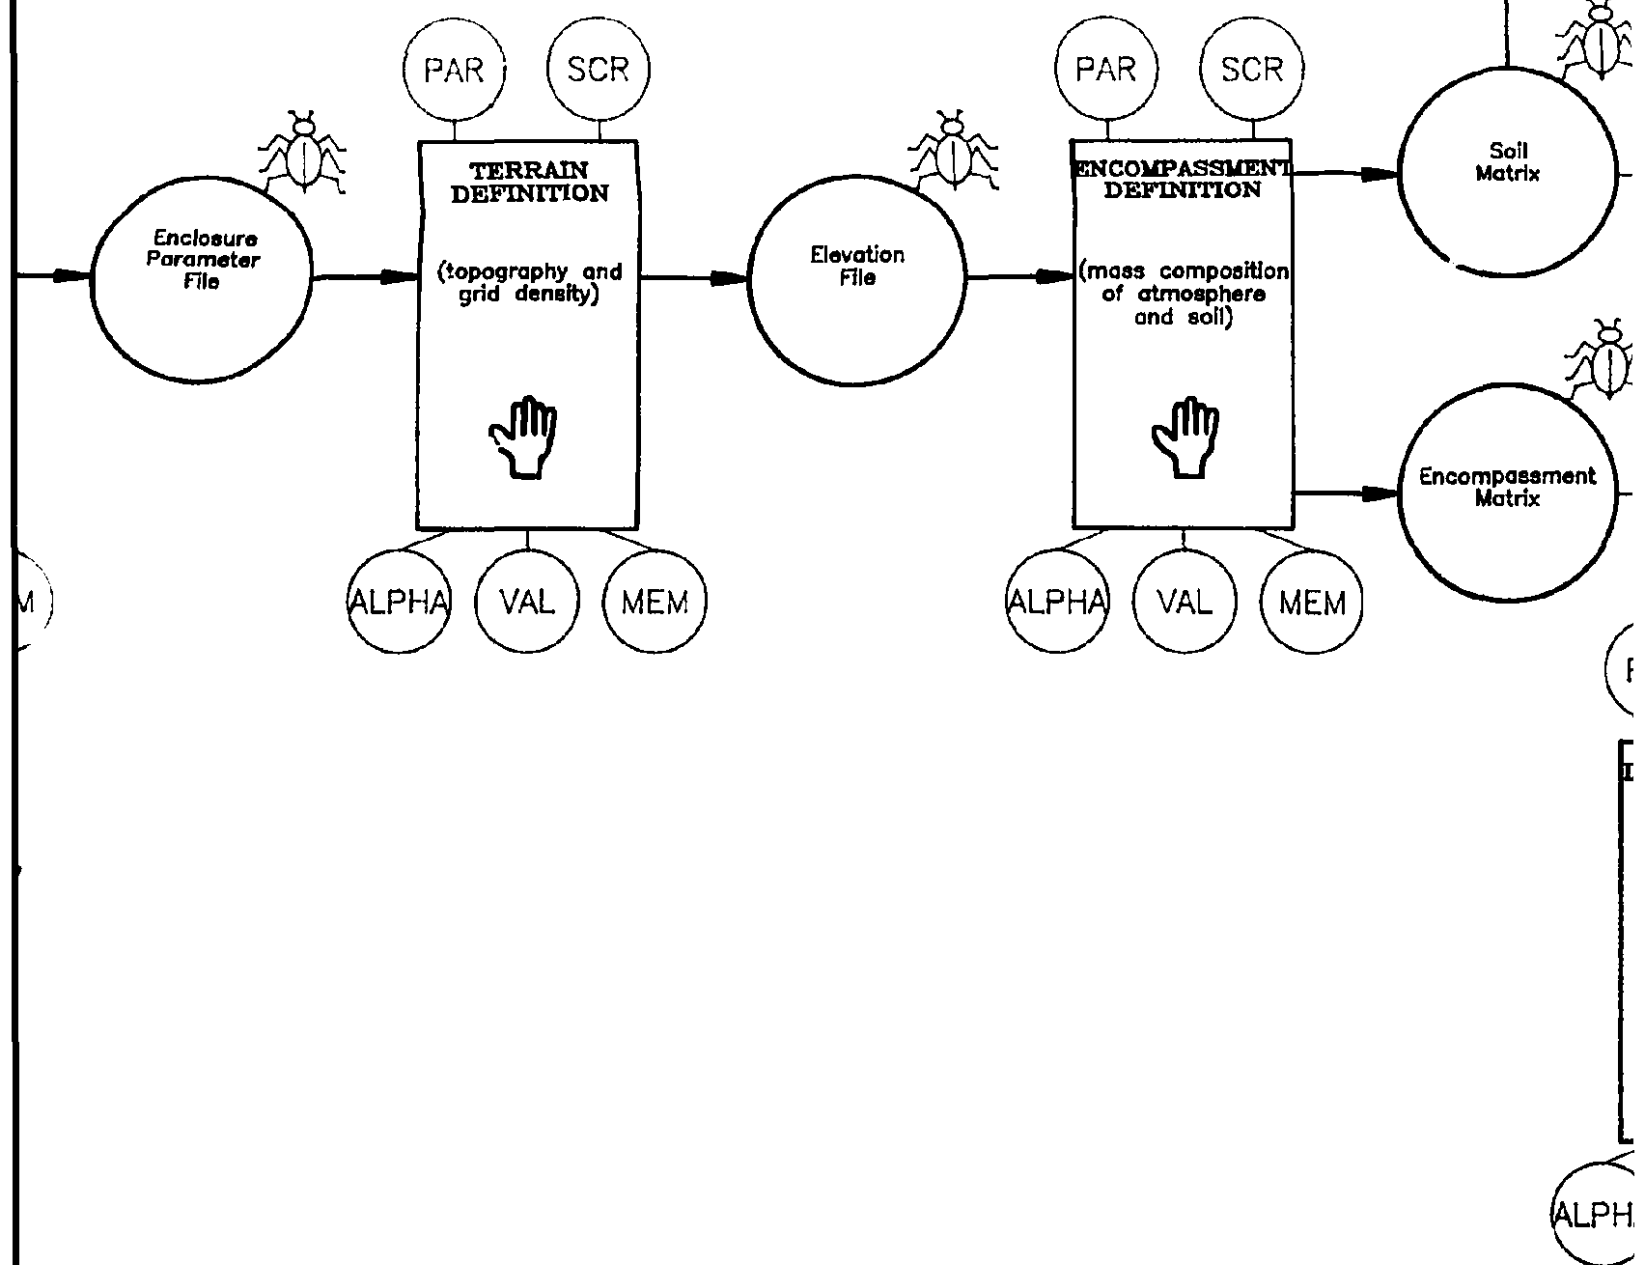 PAR
SCR
TERRAIN
DEFINITION
(topography and
grid density)
ALPHA
VAL
MEM
Enclosure
Parameter
File
Elevation
File
PAR
SCR
ENCOMPASSMENT
DEFINITION
(mass composition
of atmosphere
and soil)
ALPHA
VAL
MEM
Soil
Matrix
Encompassment
Matrix